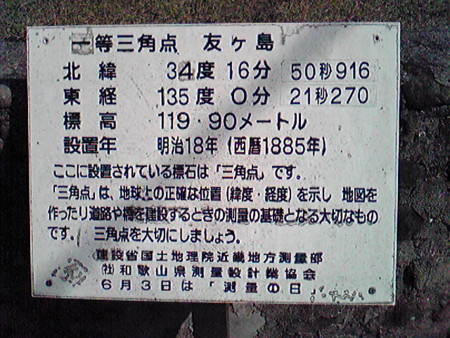 一等三角点 友ヶ島
北緯 34度 16分 50秒916
東経 135度 0分 21秒270
標高 119・90メートル
設置年 明治18年(西暦1885年)
ここに設置されている標石は「三角点」です。
「三角点」は、地球上の正確な位置(緯度・経度)を示し 地図を
作ったり道路や橋を建設するときの測量の基礎となる大切なもの
です。 三角点を大切にしましょう。
建設省国土地理院近畿地方測量部
(社)和歌山県測量設計業協会
6月3日は「測量の日」